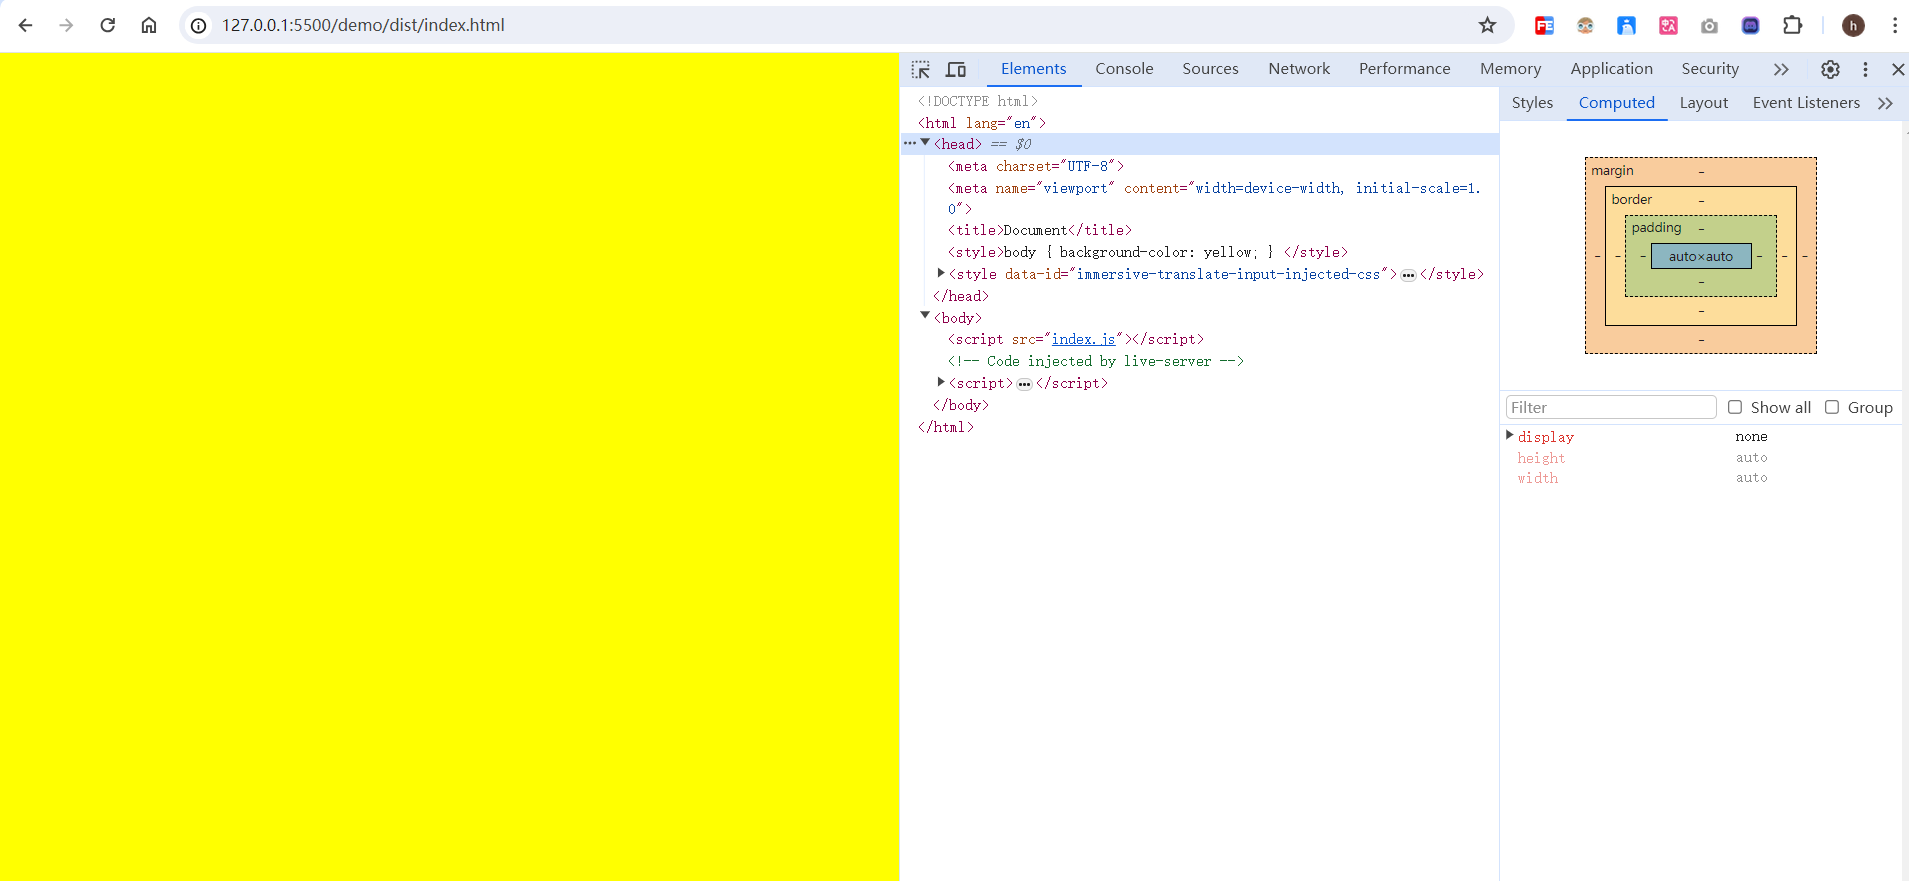 127.0.0.1:5500/demo/dist/index.html
h
Elements Console Sources Network Performance Memory Application Security
<!DOCTYPE html>
<html lang="en">
<head> == $0
<meta charset="UTF-8">
<meta name="viewport" content="width=device-width, initial-scale=1.
0">
<title>Document</title>
<style>body { background-color: yellow; } </style>
<style data-id="immersive-translate-input-injected-css">…</style>
</head>
<body>
<script src="index.js"></script>
<!-- Code injected by live-server -->
<script>…</script>
</body>
</html>
Styles Computed Layout Event Listeners
margin -
border -
padding -
- - - auto×auto - - -
-
-
-
Filter Show all Group
display none
height auto
width auto